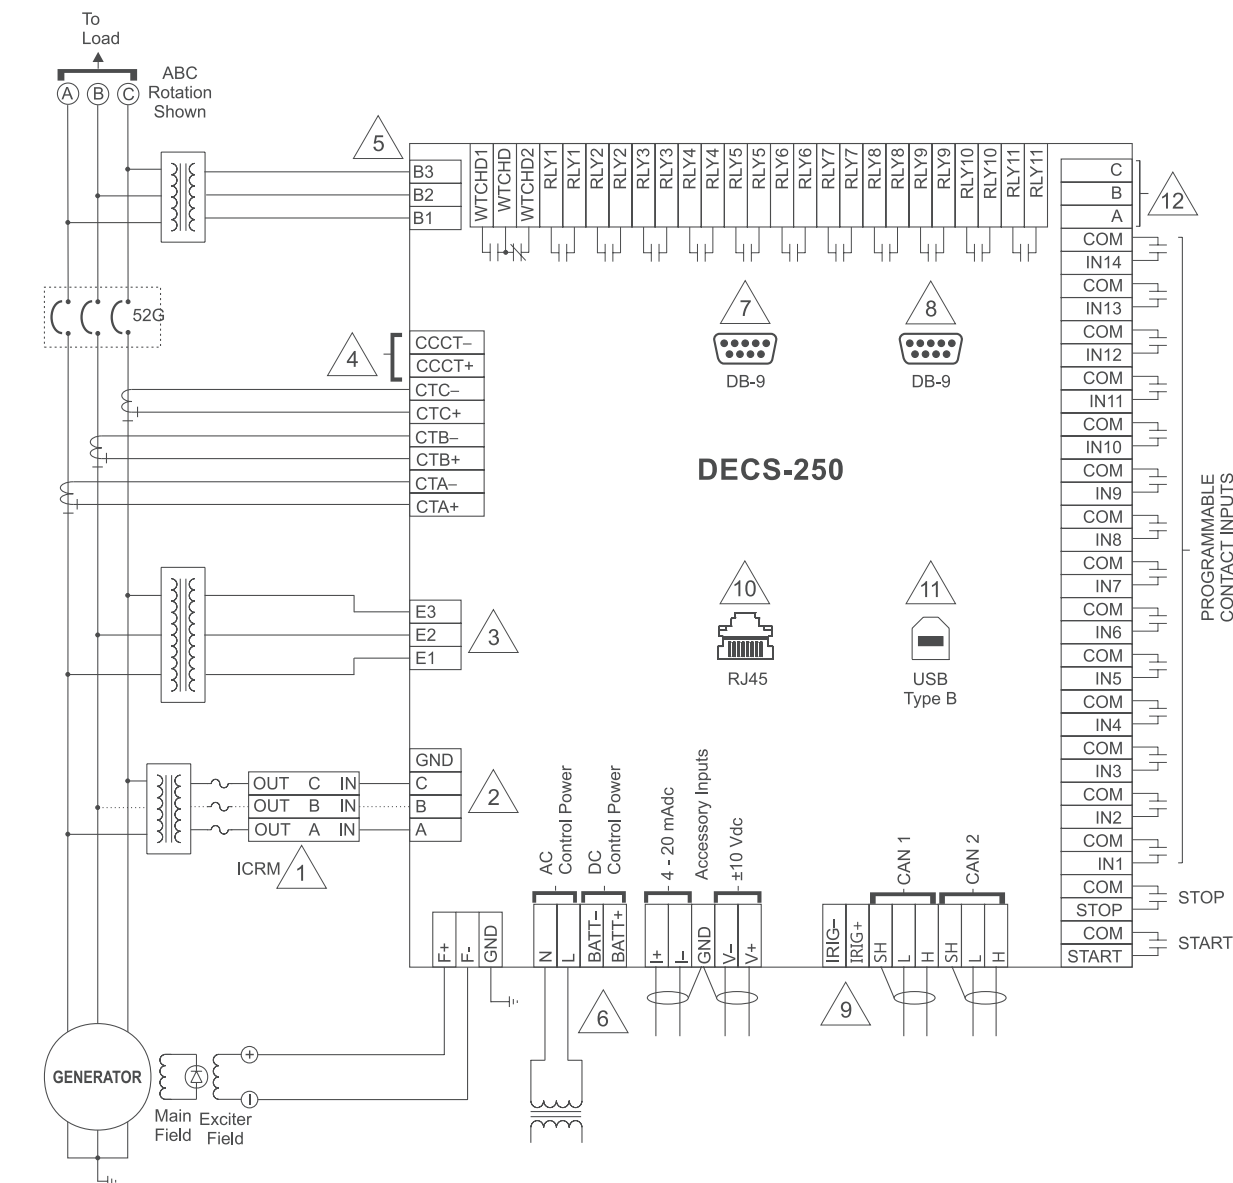 To
Load
ABC
Rotation
Shown
A
B
C
5
B3
B2
B1
WTCHD1
WTCHD
WTCHD2
RLY1
RLY1
RLY2
RLY2
RLY3
RLY3
RLY4
RLY4
RLY5
RLY5
RLY6
RLY6
RLY7
RLY7
RLY8
RLY8
RLY9
RLY9
RLY10
RLY10
RLY11
RLY11
C
B
A
12
COM
IN14
COM
IN13
COM
IN12
COM
IN11
COM
IN10
COM
IN9
COM
IN8
COM
IN7
COM
IN6
COM
IN5
COM
IN4
COM
IN3
COM
IN2
COM
IN1
COM
STOP
COM
START
STOP
START
PROGRAMMABLE
CONTACT INPUTS
52G
4
CCCT–
CCCT+
CTC–
CTC+
CTB–
CTB+
CTA–
CTA+
7
DB-9
8
DB-9
DECS-250
10
RJ45
11
USB
Type B
E3
E2
E1
3
GND
C
B
A
2
OUT C IN
OUT B IN
OUT A IN
ICRM
1
AC
Control Power
DC
Control Power
4 - 20 mAdc
Accessory Inputs
±10 Vdc
CAN 1
CAN 2
F+
F-
GND
N
L
BATT–
BATT+
I+
I–
GND
V–
V+
IRIG–
IRIG+
SH
L
H
SH
L
H
6
9
GENERATOR
+
–
Main
Field
Exciter
Field